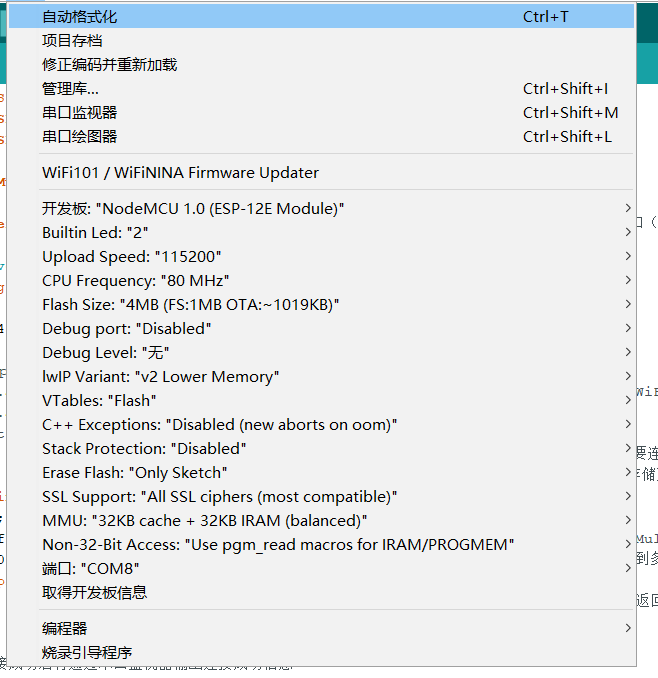 自动格式化 Ctrl+T
项目存档
修正编码并重新加载
管理库... Ctrl+Shift+I
串口监视器 Ctrl+Shift+M
串口绘图器 Ctrl+Shift+L
WiFi101 / WiFiNINA Firmware Updater
开发板: "NodeMCU 1.0 (ESP-12E Module)"
Builtin Led: "2"
Upload Speed: "115200"
CPU Frequency: "80 MHz"
Flash Size: "4MB (FS:1MB OTA:~1019KB)"
Debug port: "Disabled"
Debug Level: "无"
lwIP Variant: "v2 Lower Memory"
VTables: "Flash"
C++ Exceptions: "Disabled (new aborts on oom)"
Stack Protection: "Disabled"
Erase Flash: "Only Sketch"
SSL Support: "All SSL ciphers (most compatible)"
MMU: "32KB cache + 32KB IRAM (balanced)"
Non-32-Bit Access: "Use pgm_read macros for IRAM/PROGMEM"
端口: "COM8"
取得开发板信息
编程器
烧录引导程序